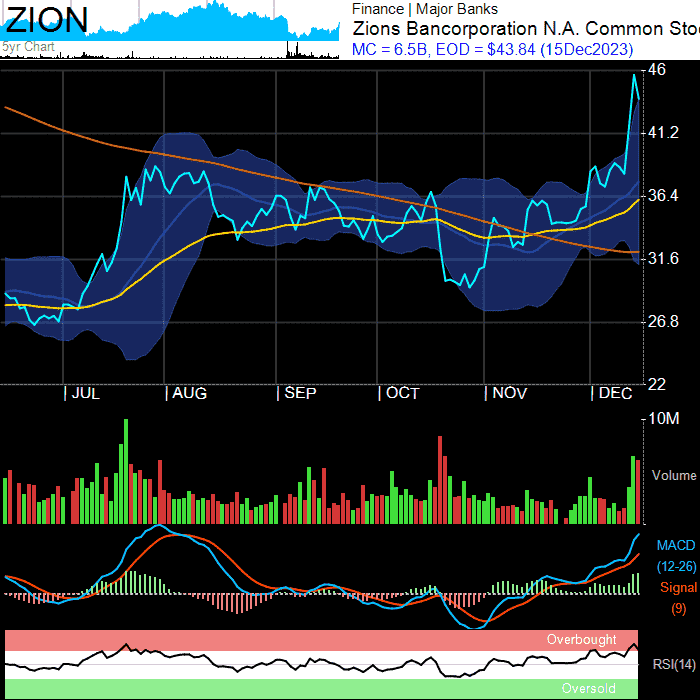 ZION
5yr Chart
Finance | Major Banks
Zions Bancorporation N.A. Common Sto
MC = 6.5B, EOD = $43.84 (15Dec2023)
46
41.2
36.4
31.6
26.8
22
| JUL | AUG | SEP | OCT | NOV | DEC
10M
Volume
MACD
(12-26)
Signal
(9)
Overbought
RSI(14)
Oversold